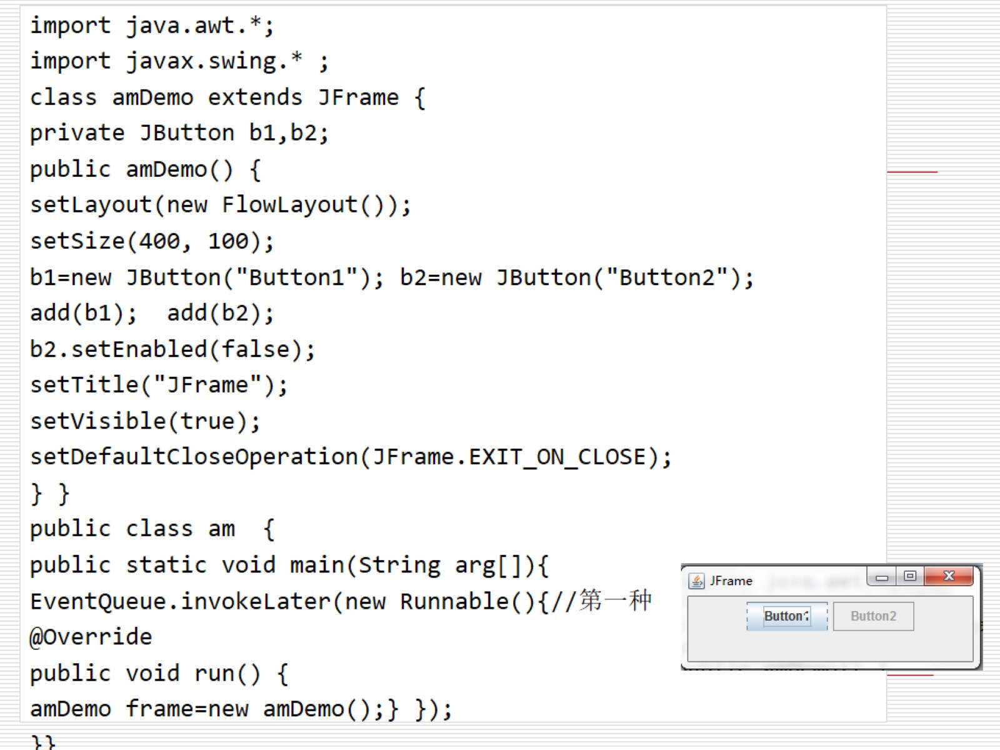 import java.awt.*;
import javax.swing.* ;
class amDemo extends JFrame {
private JButton b1,b2;
public amDemo() {
setLayout(new FlowLayout());
setSize(400, 100);
b1=new JButton("Button1"); b2=new JButton("Button2");
add(b1);  add(b2);
b2.setEnabled(false);
setTitle("JFrame");
setVisible(true);
setDefaultCloseOperation(JFrame.EXIT_ON_CLOSE);
} }
public class am  {
public static void main(String arg[]){
EventQueue.invokeLater(new Runnable(){//第一种
@Override
public void run() {
amDemo frame=new amDemo();} });
}}
JFrame
Button1 Button2